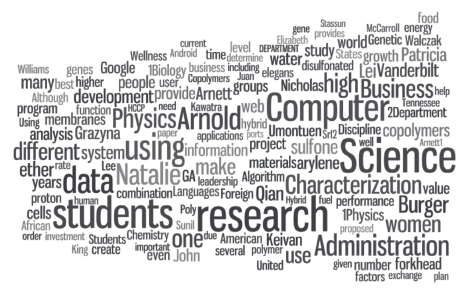 Stassun food
gene provides McCarroll energy
current Elizabeth world Genetic Walczak
Wellness Android time level DEPARTMENT study States growth Patricia
Williams genes Google 1Biology business determine water disulfonated Lei Vanderbilt
many best higher people user, including Copolymers Juan elegans Nicholas high Business help
Although development provide Arnett groups
program function HCCP need Kawatra hybrid web Computer Tennessee 2Department
Using membranes Physics Arnold Umontuen Srf2 Discipline copolymers
analysis Grazyna paper applications ports project sulfone well Arnett1
different system using information materials arylene Science
ether rate Lee Natalie GA make Algorithm Characterization value
years data leadership
proton human combination Languages Foreign Qian Hybrid fuel performance Burger
cells students Poly research 1Physics women
African Sunil proposed
order investment Students Chemistry one due American Keivan Administration
King create important even John several polymer use given number forkhead
United factors exchange plan